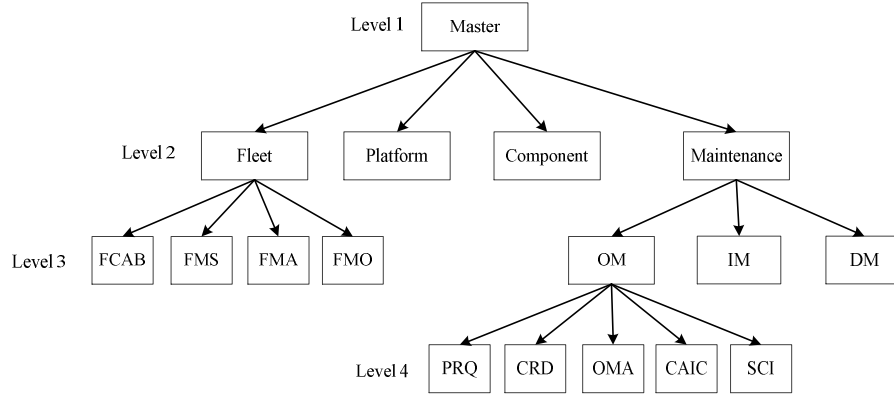 Level 1
Master
Level 2
Fleet
Platform
Component
Maintenance
Level 3
FCAB
FMS
FMA
FMO
OM
IM
DM
Level 4
PRQ
CRD
OMA
CAIC
SCI